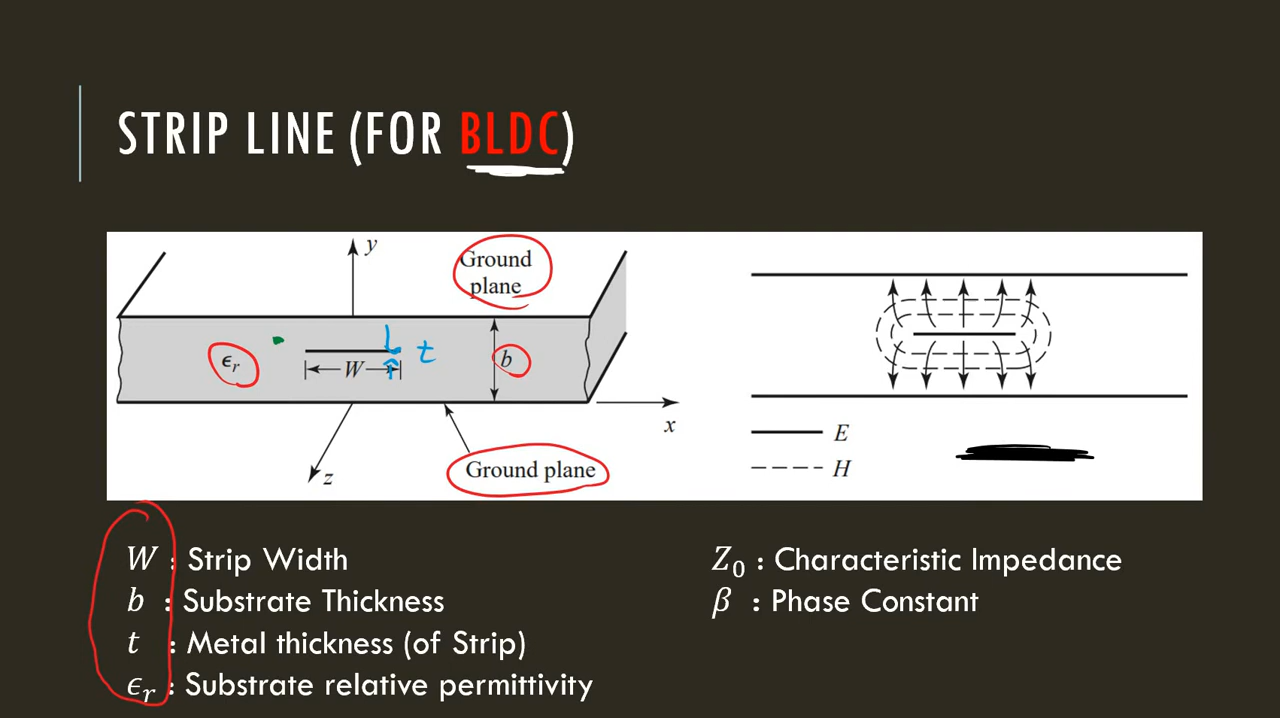 STRIP LINE (FOR BLDC)
y
Ground
plane
ϵr
W
t
b
x
z
Ground plane
E
H
W : Strip Width
b : Substrate Thickness
t : Metal thickness (of Strip)
ϵr : Substrate relative permittivity
Z0 : Characteristic Impedance
β : Phase Constant